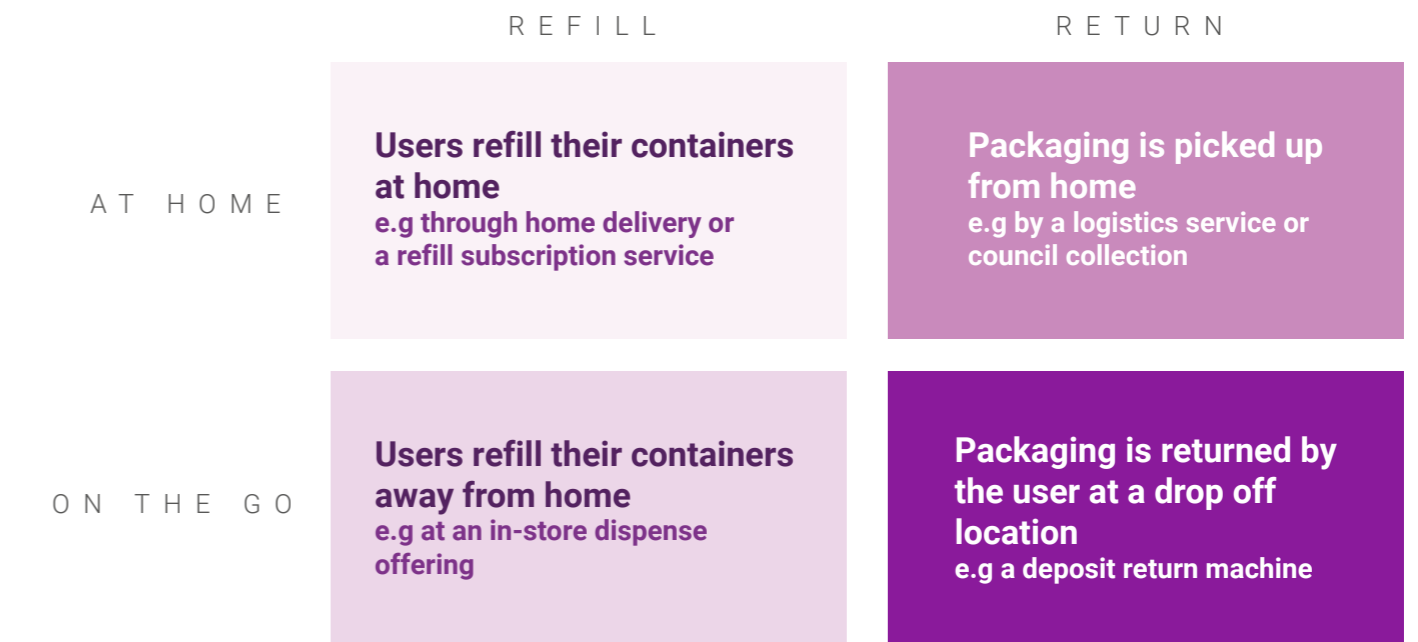 REFILL
RETURN
AT HOME
Users refill their containers
at home
e.g through home delivery or
a refill subscription service
Packaging is picked up
from home
e.g by a logistics service or
council collection
ON THE GO
Users refill their containers
away from home
e.g at an in-store dispense
offering
Packaging is returned by
the user at a drop off
location
e.g a deposit return machine